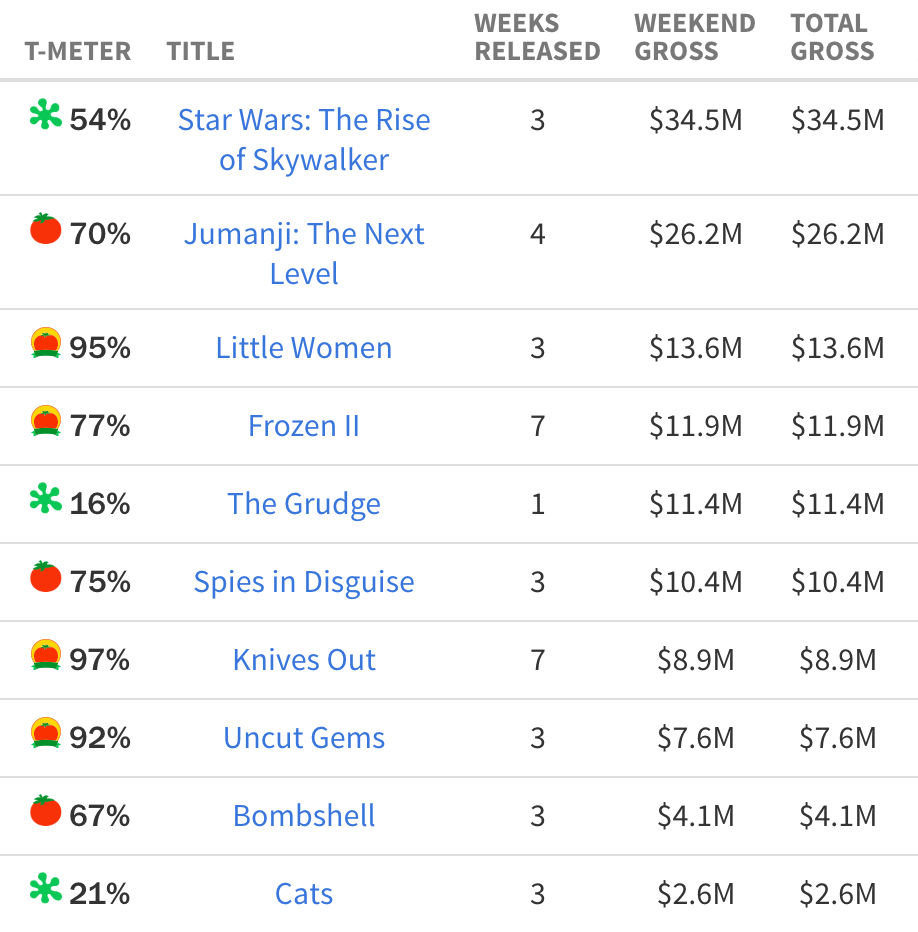 T-METER TITLE WEEKS RELEASED WEEKEND GROSS TOTAL GROSS
54% Star Wars: The Rise of Skywalker 3 $34.5M $34.5M
70% Jumanji: The Next Level 4 $26.2M $26.2M
95% Little Women 3 $13.6M $13.6M
77% Frozen II 7 $11.9M $11.9M
16% The Grudge 1 $11.4M $11.4M
75% Spies in Disguise 3 $10.4M $10.4M
97% Knives Out 7 $8.9M $8.9M
92% Uncut Gems 3 $7.6M $7.6M
67% Bombshell 3 $4.1M $4.1M
21% Cats 3 $2.6M $2.6M